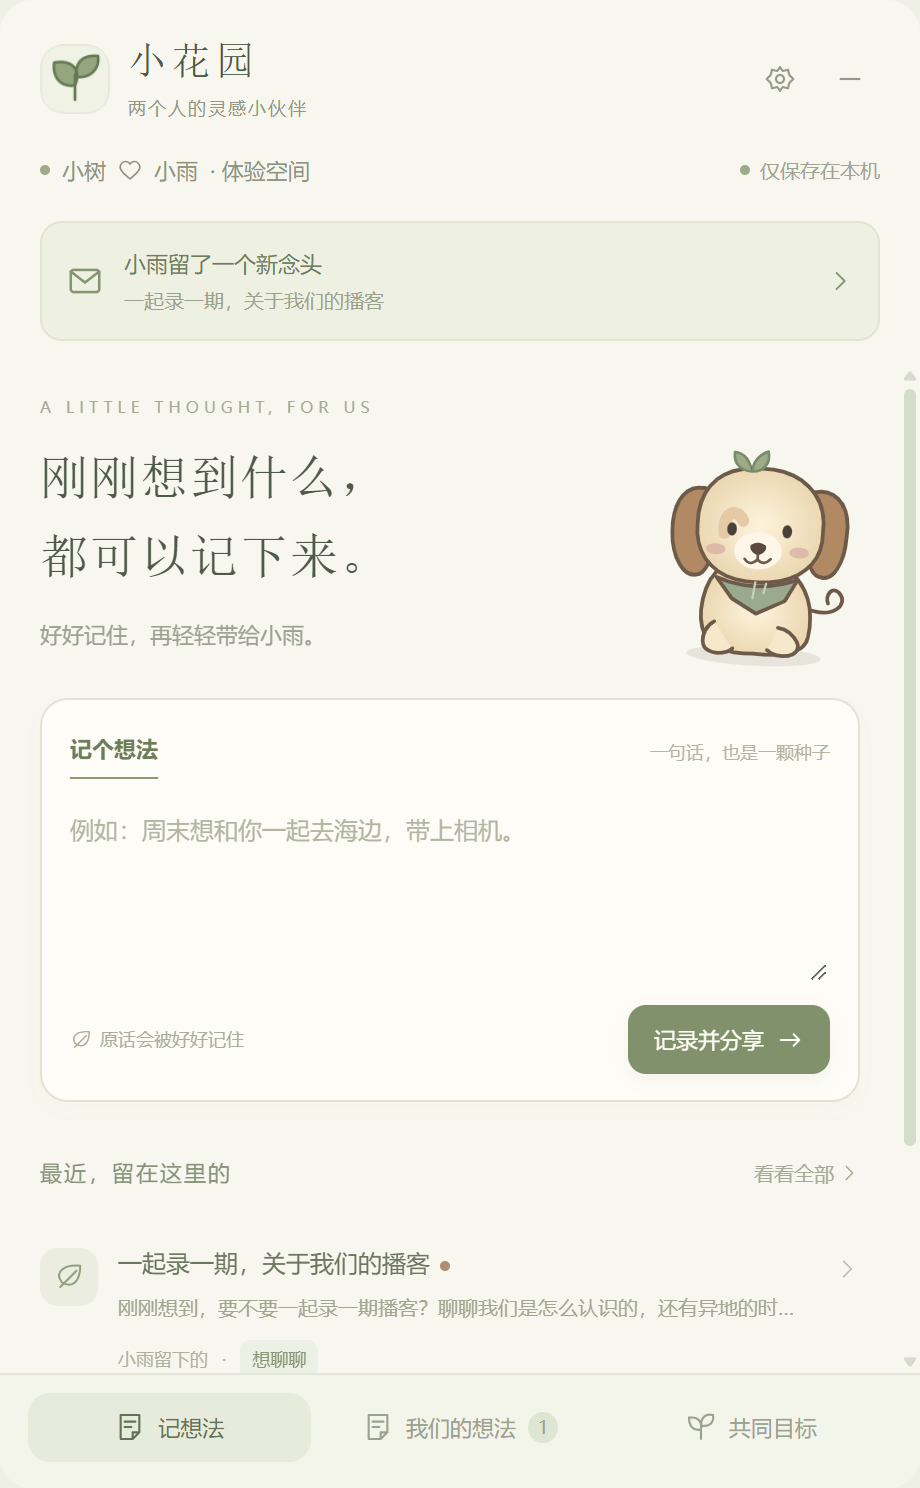 小花园
两个人的灵感小伙伴
小树 ♡ 小雨 · 体验空间
仅保存在本机
小雨留了一个新念头
一起录一期，关于我们的播客
A LITTLE THOUGHT, FOR US
刚刚想到什么，
都可以记下来。
好好记住，再轻轻带给小雨。
记个想法
一句话，也是一颗种子
例如：周末想和你一起去海边，带上相机。
原话会被好好记住
记录并分享 →
最近，留在这里的
看看全部
一起录一期，关于我们的播客
刚刚想到，要不要一起录一期播客？聊聊我们是怎么认识的，还有异地的时...
小雨留下的 · 想聊聊
记想法
我们的想法 1
共同目标